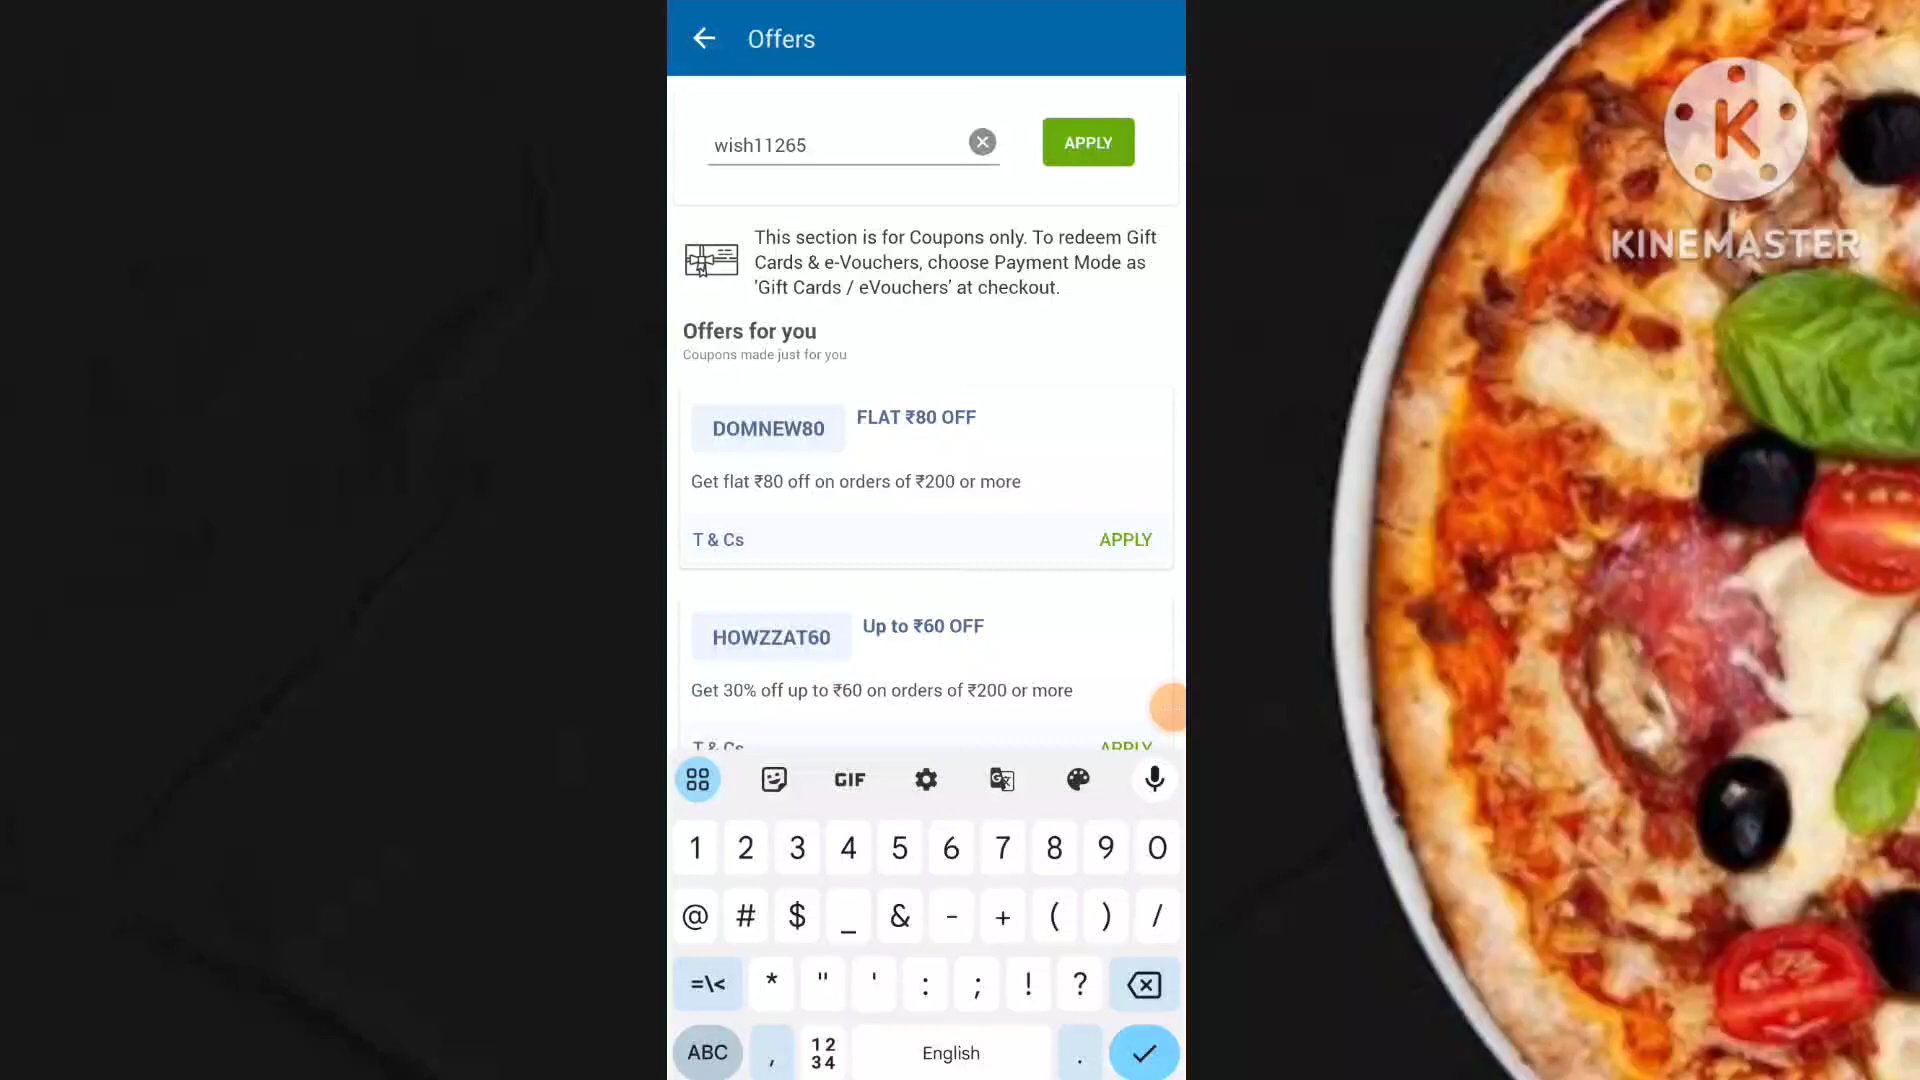 Offers
wish11265
APPLY
This section is for Coupons only. To redeem Gift
Cards & e-Vouchers, choose Payment Mode as
'Gift Cards / eVouchers' at checkout.
Offers for you
Coupons made just for you
DOMNEW80
FLAT ₹80 OFF
Get flat ₹80 off on orders of ₹200 or more
T & Cs
APPLY
HOWZZAT60
Up to ₹60 OFF
Get 30% off up to ₹60 on orders of ₹200 or more
T & Cs
APPLY
GIF
1 2 3 4 5 6 7 8 9 0
@ # $ _ & - + ( ) /
=\< * " ' : ; ! ?
ABC , 12 34 English .
K
KINEMASTER